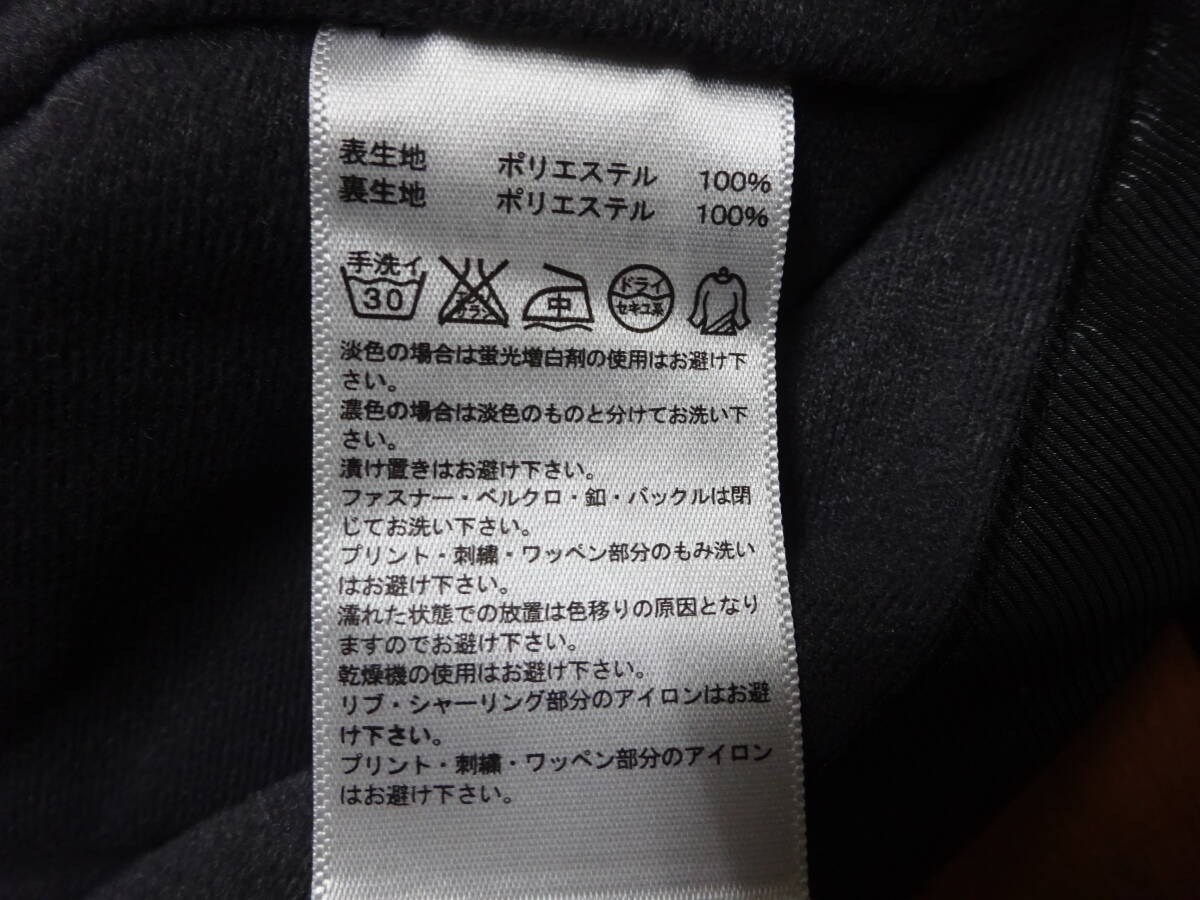 表生地 ポリエステル 100%
裏生地 ポリエステル 100%
手洗イ
30
エンソ
サラシ
中
ドライ
セキユ系
淡色の場合は蛍光増白剤の使用はお避け下
さい。
濃色の場合は淡色のものと分けてお洗い下
さい。
漬け置きはお避け下さい。
ファスナー・ベルクロ・釦・バックルは閉
じてお洗い下さい。
プリント・刺繍・ワッペン部分のもみ洗い
はお避け下さい。
濡れた状態での放置は色移りの原因となり
ますのでお避け下さい。
乾燥機の使用はお避け下さい。
リブ・シャーリング部分のアイロンはお避
け下さい。
プリント・刺繍・ワッペン部分のアイロン
はお避け下さい。